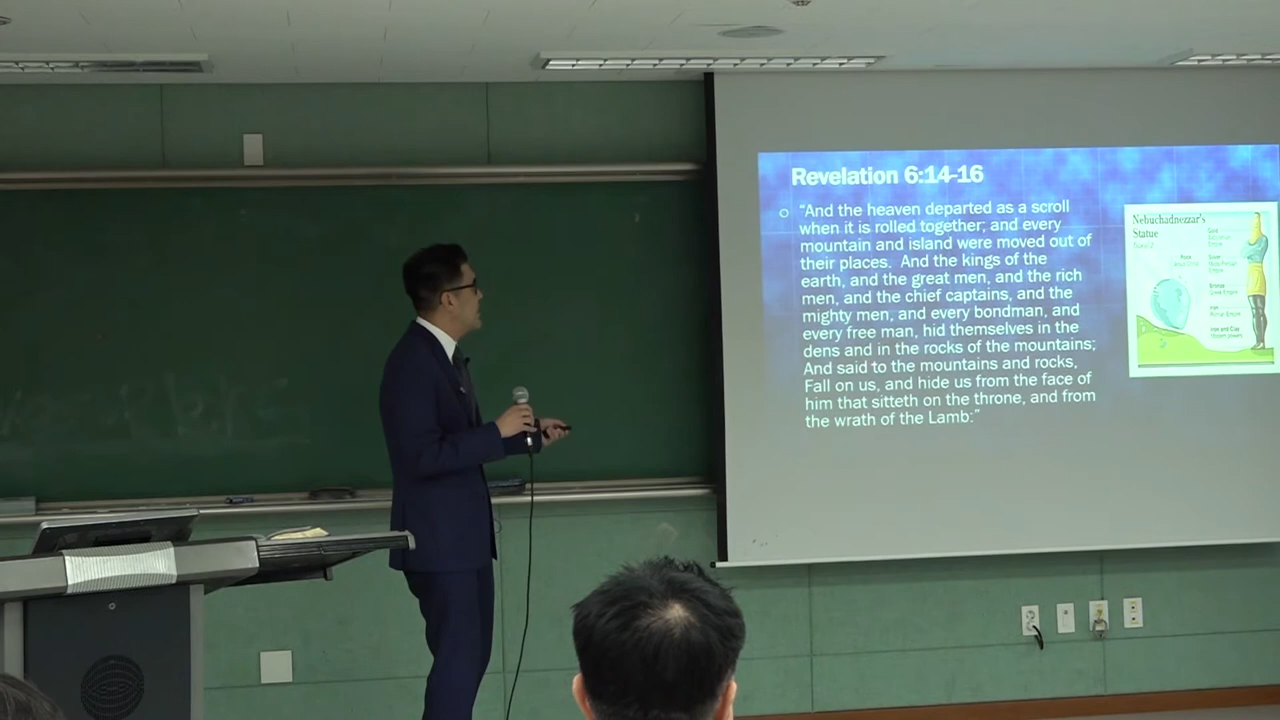 Revelation 6:14-16
“And the heaven departed as a scroll
when it is rolled together; and every
mountain and island were moved out of
their places.  And the kings of the
earth, and the great men, and the rich
men, and the chief captains, and the
mighty men, and every bondman, and
every free man, hid themselves in the
dens and in the rocks of the mountains;
And said to the mountains and rocks,
Fall on us, and hide us from the face of
him that sitteth on the throne, and from
the wrath of the Lamb:”
Nebuchadnezzar's
Statue
Gold
Silver
Bronze
Iron
Iron and Clay